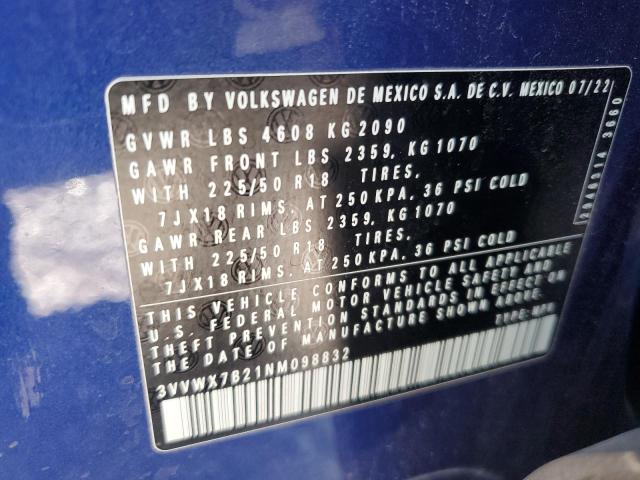 MFD BY VOLKSWAGEN DE MEXICO S.A. DE C.V. MEXICO 07/22
GVWR LBS 4608 KG 2090
GAWR FRONT LBS 2359, KG 1070
WITH 225/50 R18 TIRES,
7JX18 RIMS, AT 250 KPA, 36 PSI COLD
GAWR REAR LBS 2359, KG 1070
WITH 225/50 R18 TIRES,
7JX18 RIMS, AT 250 KPA, 36 PSI COLD
THIS VEHICLE CONFORMS TO ALL APPLICABLE
U.S. FEDERAL MOTOR VEHICLE SAFETY AND
THEFT PREVENTION STANDARDS IN EFFECT ON
THE DATE OF MANUFACTURE SHOWN ABOVE.
TYPE: MPV
3VVWX7B21NM098832
3660